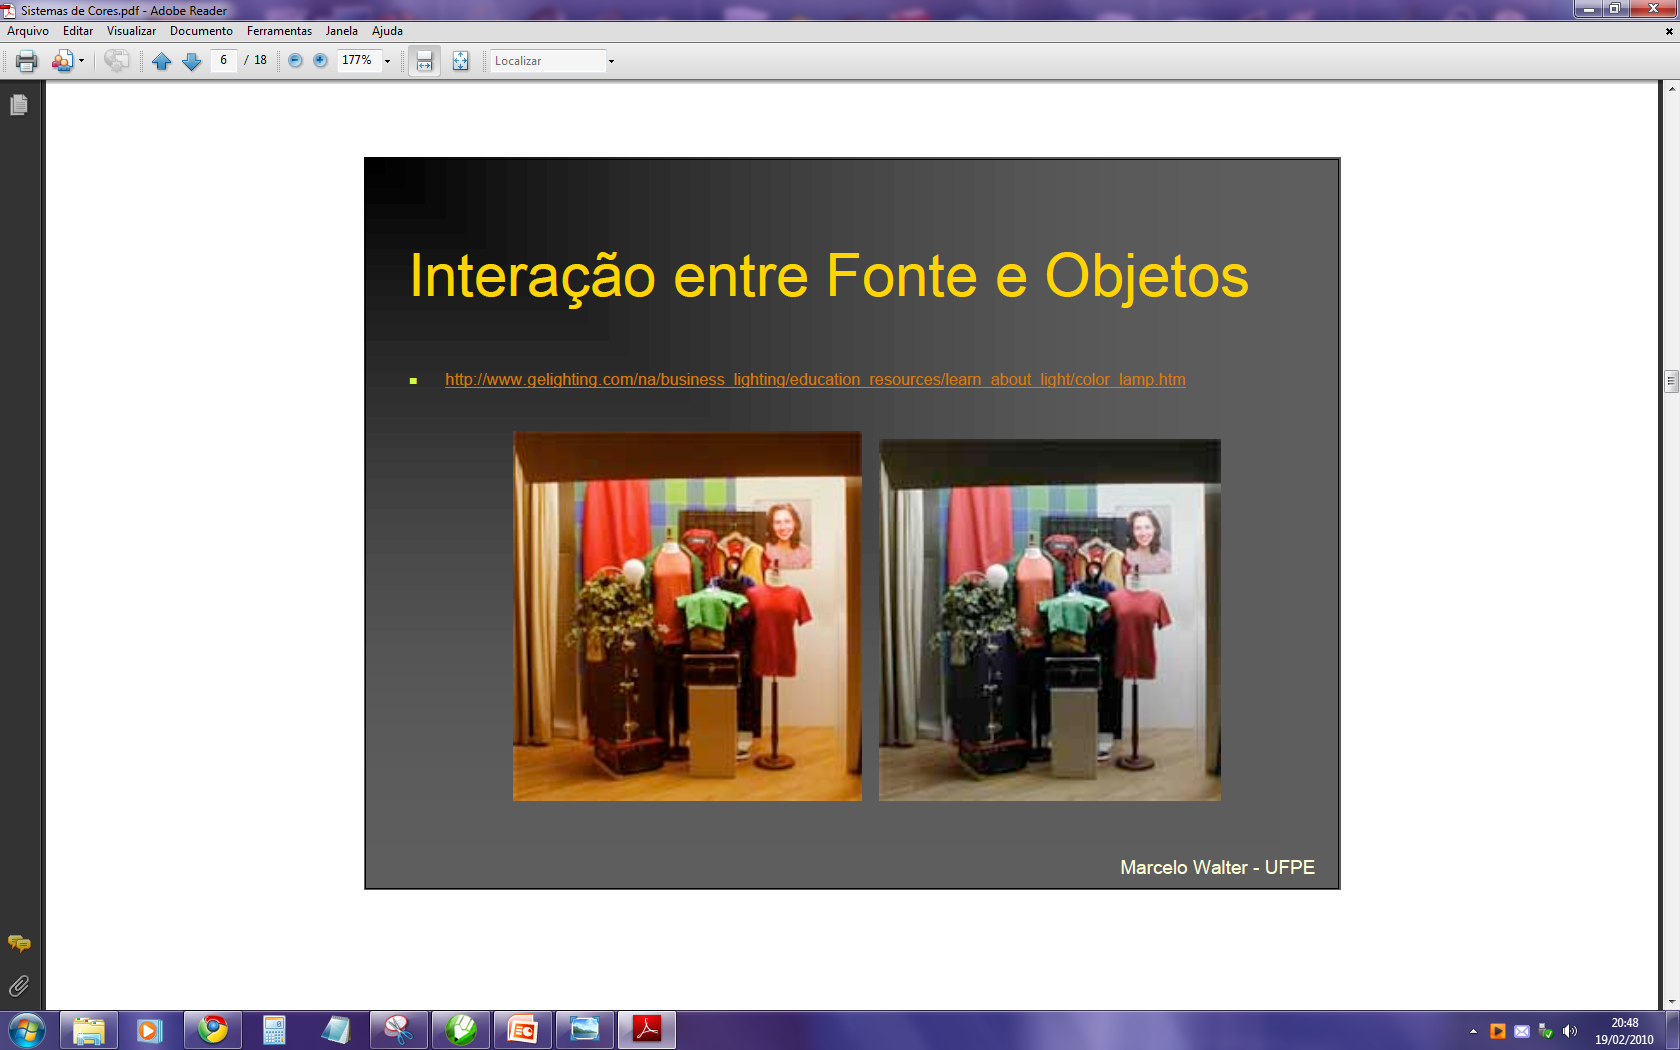 Sistemas de Cores.pdf - Adobe Reader
Arquivo Editar Visualizar Documento Ferramentas Janela Ajuda
6 / 18 177% Localizar
Interação entre Fonte e Objetos
http://www.gelighting.com/na/business_lighting/education_resources/learn_about_light/color_lamp.htm
Marcelo Walter - UFPE
20:48
19/02/2010